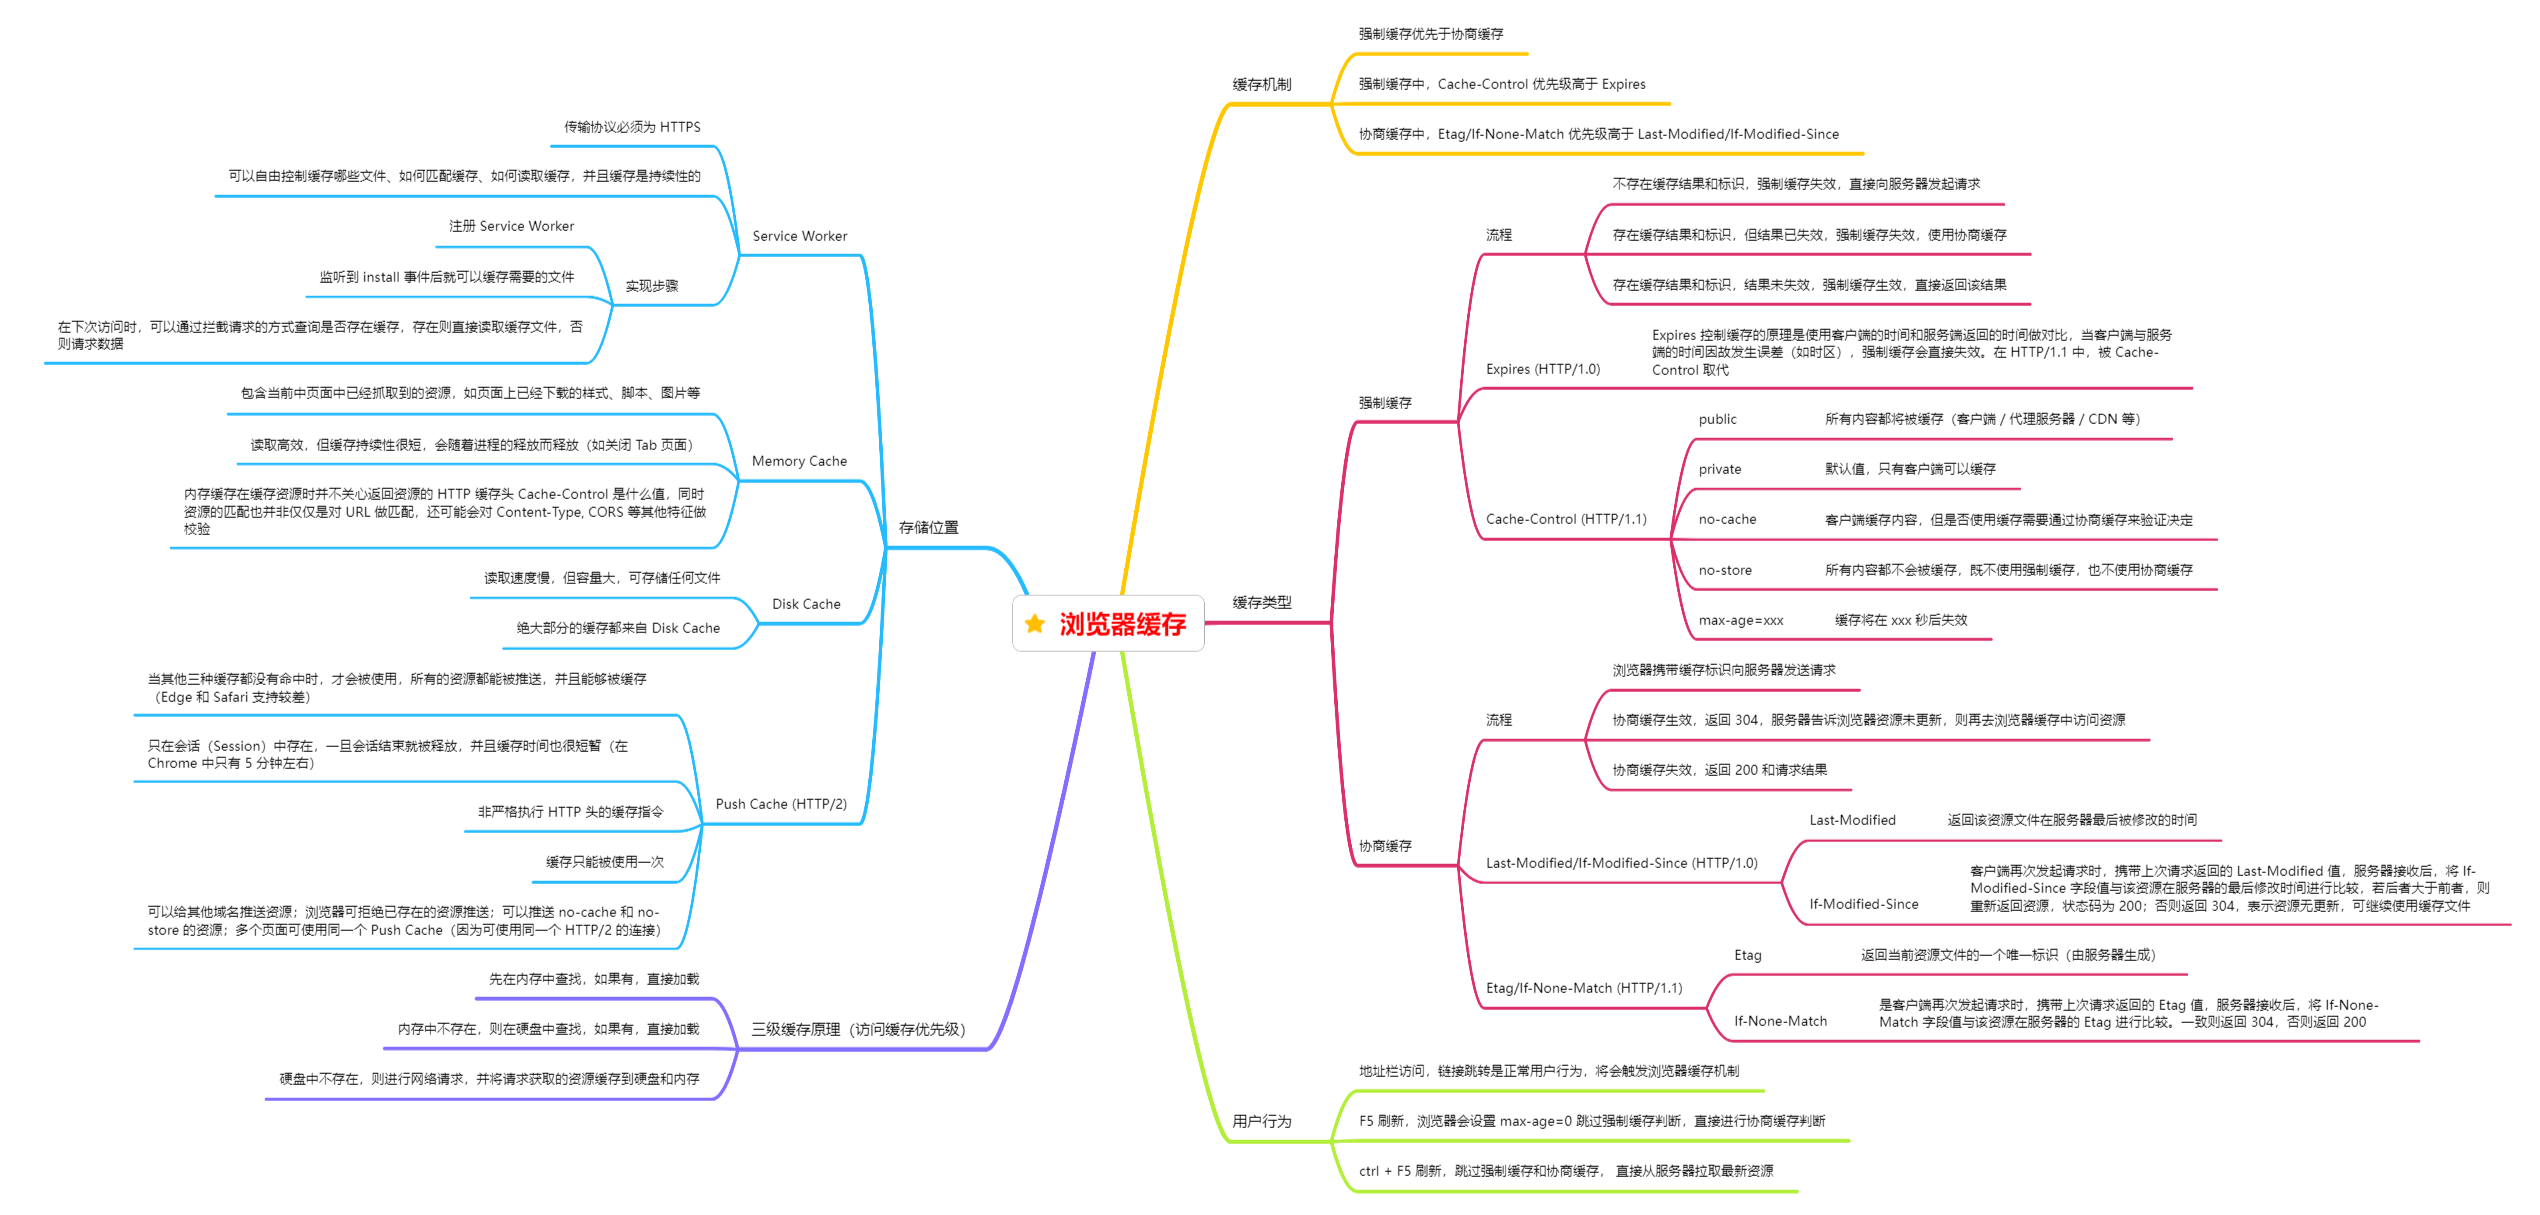 浏览器缓存
缓存机制
强制缓存优先于协商缓存
强制缓存中，Cache-Control 优先级高于 Expires
协商缓存中，Etag/If-None-Match 优先级高于 Last-Modified/If-Modified-Since
缓存类型
强制缓存
流程
不存在缓存结果和标识，强制缓存失效，直接向服务器发起请求
存在缓存结果和标识，但结果已失效，强制缓存失效，使用协商缓存
存在缓存结果和标识，结果未失效，强制缓存生效，直接返回该结果
Expires (HTTP/1.0)
Expires 控制缓存的原理是使用客户端的时间和服务端返回的时间做对比，当客户端与服务
端的时间因故发生误差（如时区），强制缓存会直接失效。在 HTTP/1.1 中，被 Cache-
Control 取代
Cache-Control (HTTP/1.1)
public
所有内容都将被缓存（客户端 / 代理服务器 / CDN 等）
private
默认值，只有客户端可以缓存
no-cache
客户端缓存内容，但是否使用缓存需要通过协商缓存来验证决定
no-store
所有内容都不会被缓存，既不使用强制缓存，也不使用协商缓存
max-age=xxx
缓存将在 xxx 秒后失效
协商缓存
流程
浏览器携带缓存标识向服务器发送请求
协商缓存生效，返回 304，服务器告诉浏览器资源未更新，则再去浏览器缓存中访问资源
协商缓存失效，返回 200 和请求结果
Last-Modified/If-Modified-Since (HTTP/1.0)
Last-Modified
返回该资源文件在服务器最后被修改的时间
If-Modified-Since
客户端再次发起请求时，携带上次请求返回的 Last-Modified 值，服务器接收后，将 If-
Modified-Since 字段值与该资源在服务器的最后修改时间进行比较，若后者大于前者，则
重新返回资源，状态码为 200；否则返回 304，表示资源无更新，可继续使用缓存文件
Etag/If-None-Match (HTTP/1.1)
Etag
返回当前资源文件的一个唯一标识（由服务器生成）
If-None-Match
是客户端再次发起请求时，携带上次请求返回的 Etag 值，服务器接收后，将 If-None-
Match 字段值与该资源在服务器的 Etag 进行比较。一致则返回 304，否则返回 200
用户行为
地址栏访问，链接跳转是正常用户行为，将会触发浏览器缓存机制
F5 刷新，浏览器会设置 max-age=0 跳过强制缓存判断，直接进行协商缓存判断
ctrl + F5 刷新，跳过强制缓存和协商缓存， 直接从服务器拉取最新资源
存储位置
Service Worker
传输协议必须为 HTTPS
可以自由控制缓存哪些文件、如何匹配缓存、如何读取缓存，并且缓存是持续性的
实现步骤
注册 Service Worker
监听到 install 事件后就可以缓存需要的文件
在下次访问时，可以通过拦截请求的方式查询是否存在缓存，存在则直接读取缓存文件，否
则请求数据
Memory Cache
包含当前中页面中已经抓取到的资源，如页面上已经下载的样式、脚本、图片等
读取高效，但缓存持续性很短，会随着进程的释放而释放（如关闭 Tab 页面）
内存缓存在缓存资源时并不关心返回资源的 HTTP 缓存头 Cache-Control 是什么值，同时
资源的匹配也并非仅仅是对 URL 做匹配，还可能会对 Content-Type, CORS 等其他特征做
校验
Disk Cache
读取速度慢，但容量大，可存储任何文件
绝大部分的缓存都来自 Disk Cache
Push Cache (HTTP/2)
当其他三种缓存都没有命中时，才会被使用，所有的资源都能被推送，并且能够被缓存
（Edge 和 Safari 支持较差）
只在会话（Session）中存在，一旦会话结束就被释放，并且缓存时间也很短暂（在
Chrome 中只有 5 分钟左右）
非严格执行 HTTP 头的缓存指令
缓存只能被使用一次
可以给其他域名推送资源；浏览器可拒绝已存在的资源推送；可以推送 no-cache 和 no-
store 的资源；多个页面可使用同一个 Push Cache（因为可使用同一个 HTTP/2 的连接）
三级缓存原理（访问缓存优先级）
先在内存中查找，如果有，直接加载
内存中不存在，则在硬盘中查找，如果有，直接加载
硬盘中不存在，则进行网络请求，并将请求获取的资源缓存到硬盘和内存